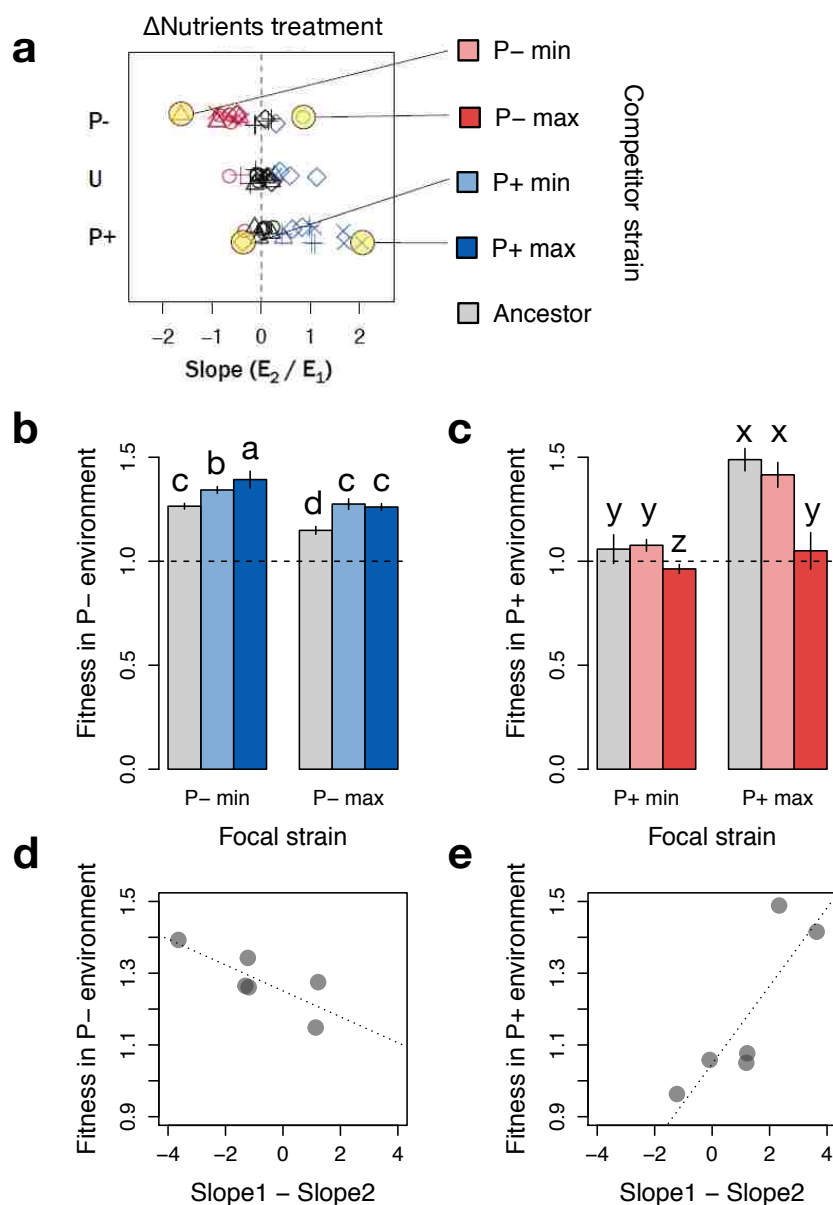 ΔNutrients treatment
a
P-
U
P+
−2 −1 0 1 2
Slope (E2 / E1)
P− min
P− max
P+ min
P+ max
Ancestor
Competitor strain
b
Fitness in P− environment
0.0 0.5 1.0 1.5
c b a d c c
P− min P− max
Focal strain
c
Fitness in P+ environment
0.0 0.5 1.0 1.5
y y z x x y
P+ min P+ max
Focal strain
d
Fitness in P− environment
0.9 1.1 1.3 1.5
−4 −2 0 2 4
Slope1 − Slope2
e
Fitness in P+ environment
0.9 1.1 1.3 1.5
−4 −2 0 2 4
Slope1 − Slope2